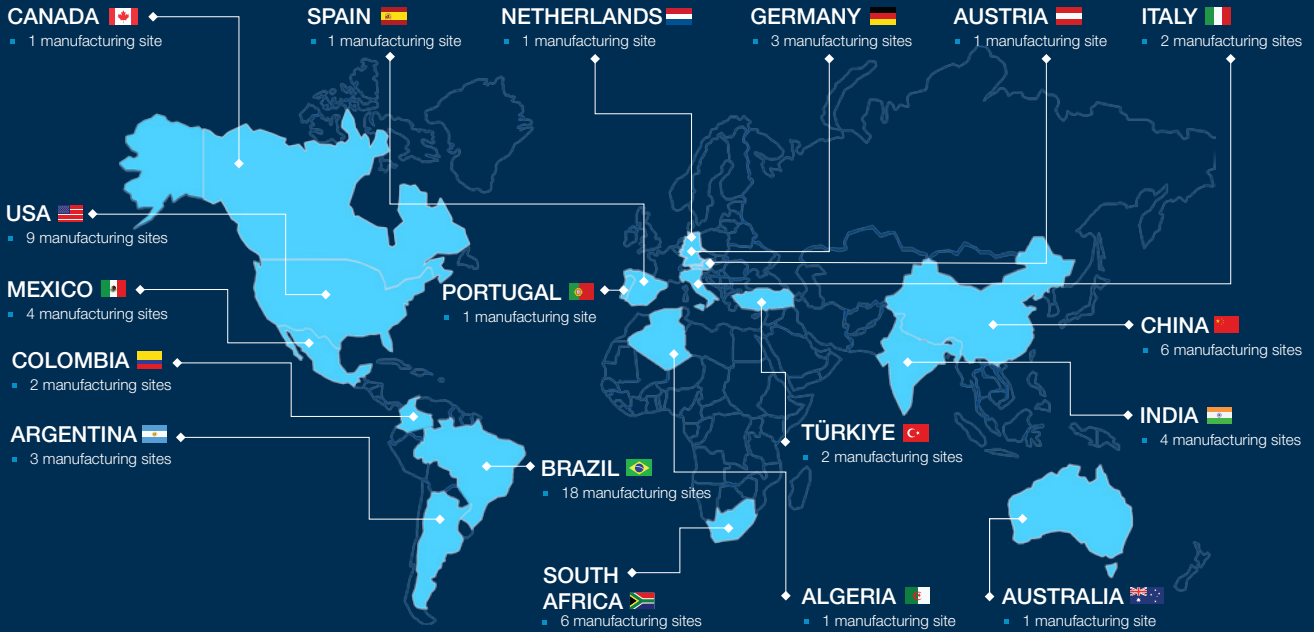 CANADA
1 manufacturing site
SPAIN
1 manufacturing site
NETHERLANDS
1 manufacturing site
GERMANY
3 manufacturing sites
AUSTRIA
1 manufacturing site
ITALY
2 manufacturing sites
USA
9 manufacturing sites
MEXICO
4 manufacturing sites
PORTUGAL
1 manufacturing site
CHINA
6 manufacturing sites
COLOMBIA
2 manufacturing sites
INDIA
4 manufacturing sites
ARGENTINA
3 manufacturing sites
TÜRKIYE
2 manufacturing sites
BRAZIL
18 manufacturing sites
SOUTH
AFRICA
6 manufacturing sites
ALGERIA
1 manufacturing site
AUSTRALIA
1 manufacturing site